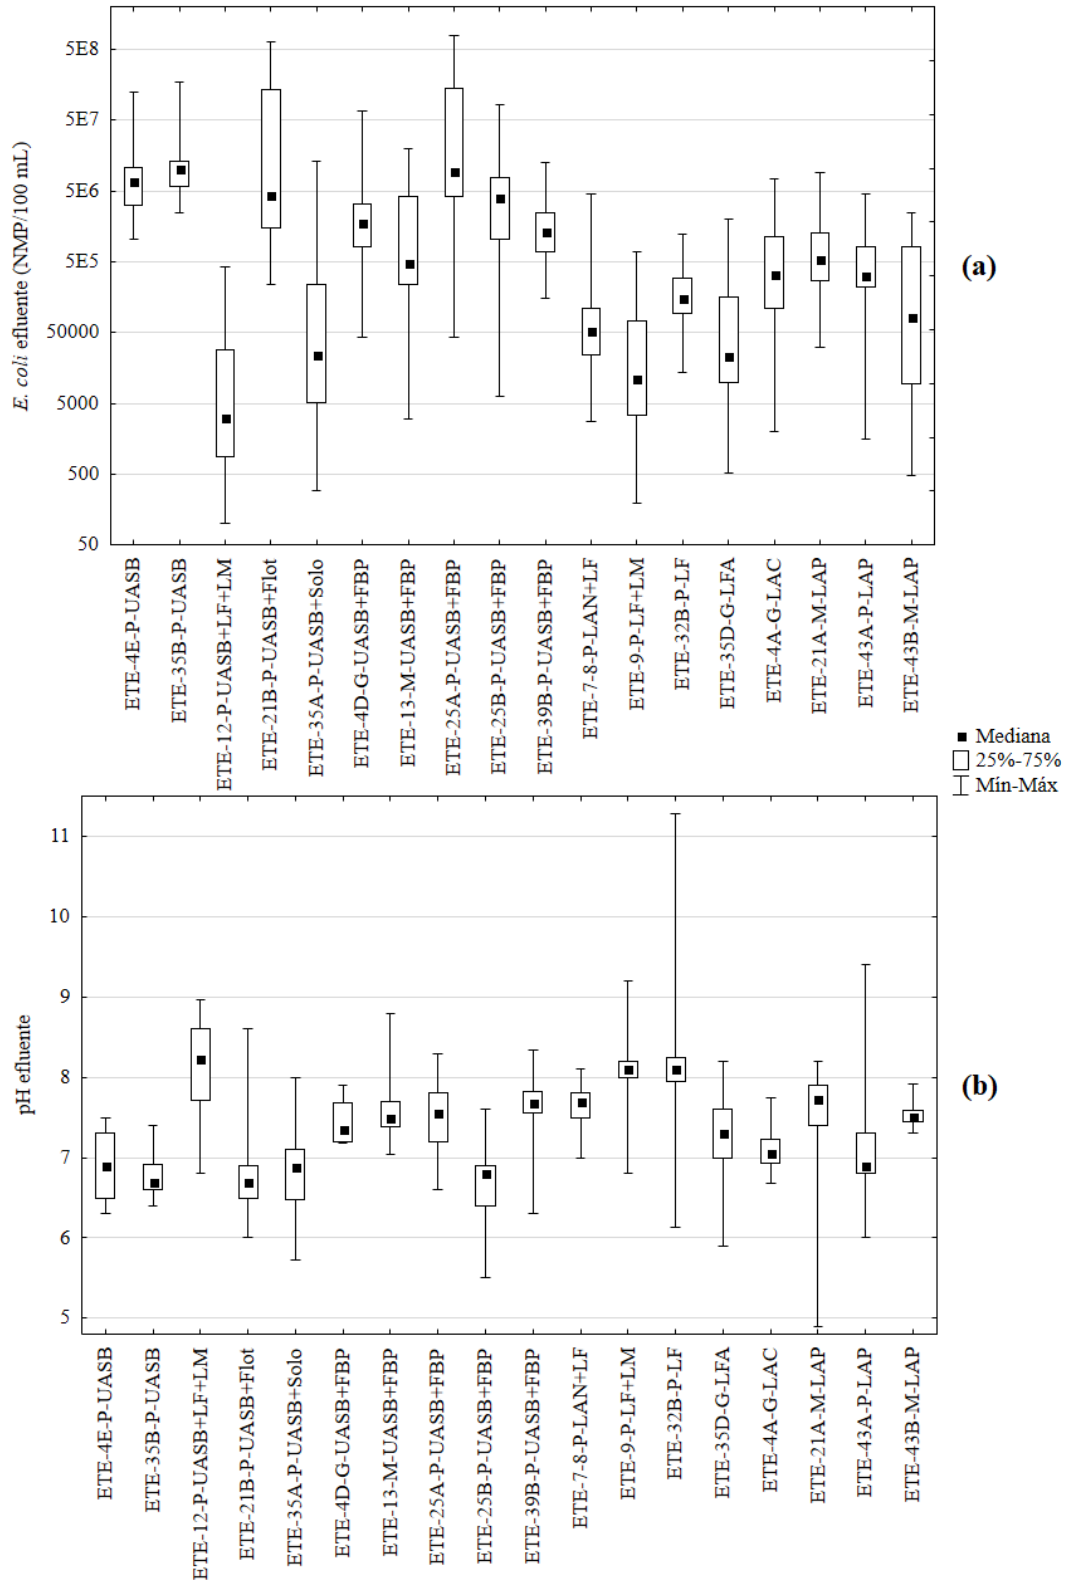 E. coli efluente (NMP/100 mL)
5E8
5E7
5E6
5E5
50000
5000
500
50
(a)
ETE-4E-P-UASB
ETE-35B-P-UASB
ETE-12-P-UASB+LF+LM
ETE-21B-P-UASB+Flot
ETE-35A-P-UASB+Solo
ETE-4D-G-UASB+FBP
ETE-13-M-UASB+FBP
ETE-25A-P-UASB+FBP
ETE-25B-P-UASB+FBP
ETE-39B-P-UASB+FBP
ETE-7-8-P-LAN+LF
ETE-9-P-LF+LM
ETE-32B-P-LF
ETE-35D-G-LFA
ETE-4A-G-LAC
ETE-21A-M-LAP
ETE-43A-P-LAP
ETE-43B-M-LAP
Mediana
25%-75%
Mín-Máx
pH efluente
11
10
9
8
7
6
5
(b)
ETE-4E-P-UASB
ETE-35B-P-UASB
ETE-12-P-UASB+LF+LM
ETE-21B-P-UASB+Flot
ETE-35A-P-UASB+Solo
ETE-4D-G-UASB+FBP
ETE-13-M-UASB+FBP
ETE-25A-P-UASB+FBP
ETE-25B-P-UASB+FBP
ETE-39B-P-UASB+FBP
ETE-7-8-P-LAN+LF
ETE-9-P-LF+LM
ETE-32B-P-LF
ETE-35D-G-LFA
ETE-4A-G-LAC
ETE-21A-M-LAP
ETE-43A-P-LAP
ETE-43B-M-LAP